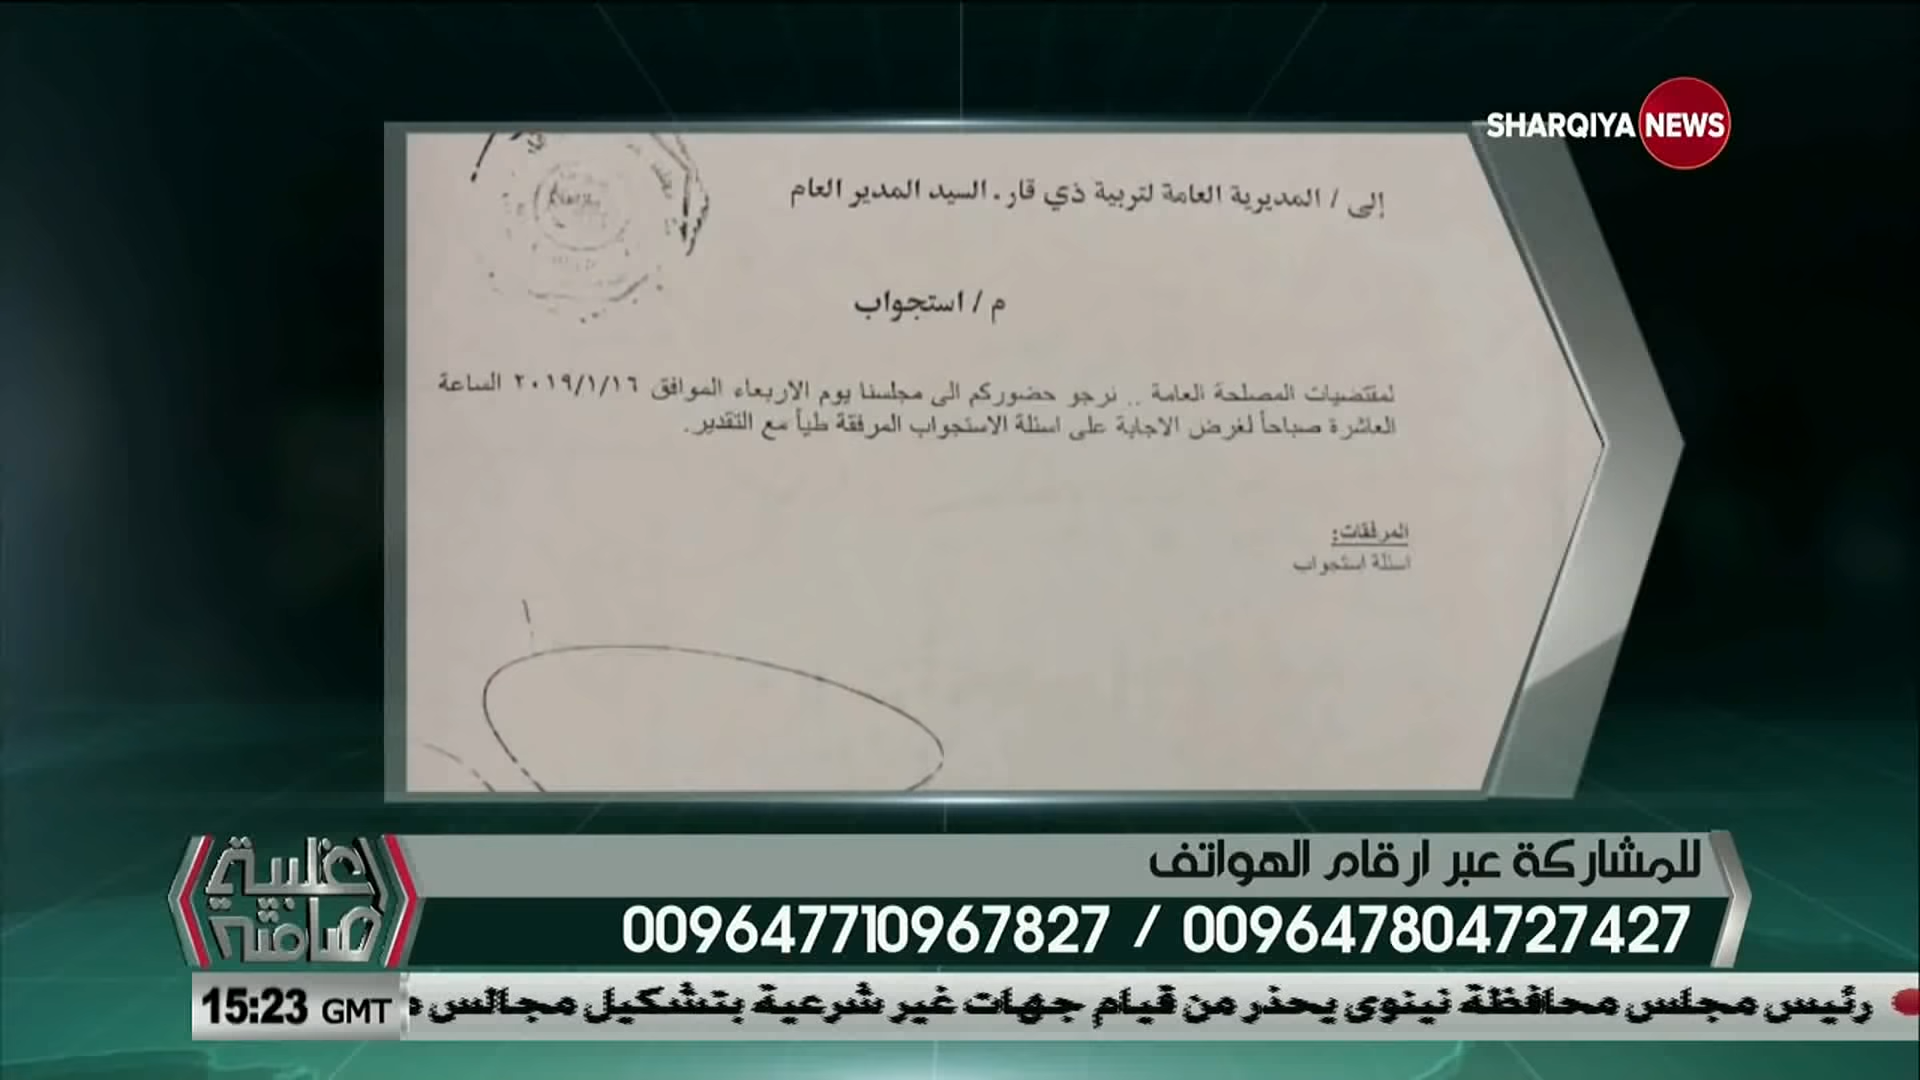 SHARQIYA NEWS
إلى / المديرية العامة لتربية ذي قار. السيد المدير العام
م / استجواب
لمقتضيات المصلحة العامة .. نرجو حضوركم الى مجلسنا يوم الاربعاء الموافق ٢٠١٩/١/١٦ الساعة
العاشرة صباحاً لغرض الاجابة على اسئلة الاستجواب المرفقة طياً مع التقدير.
المرفقات:
اسئلة استجواب
للمشاركة عبر ارقام الهواتف
009647710967827 / 009647804727427
غلبية
صامتة
رئيس مجلس محافظة نينوى يحذر من قيام جهات غير شرعية بتشكيل مجالس
15:23 GMT